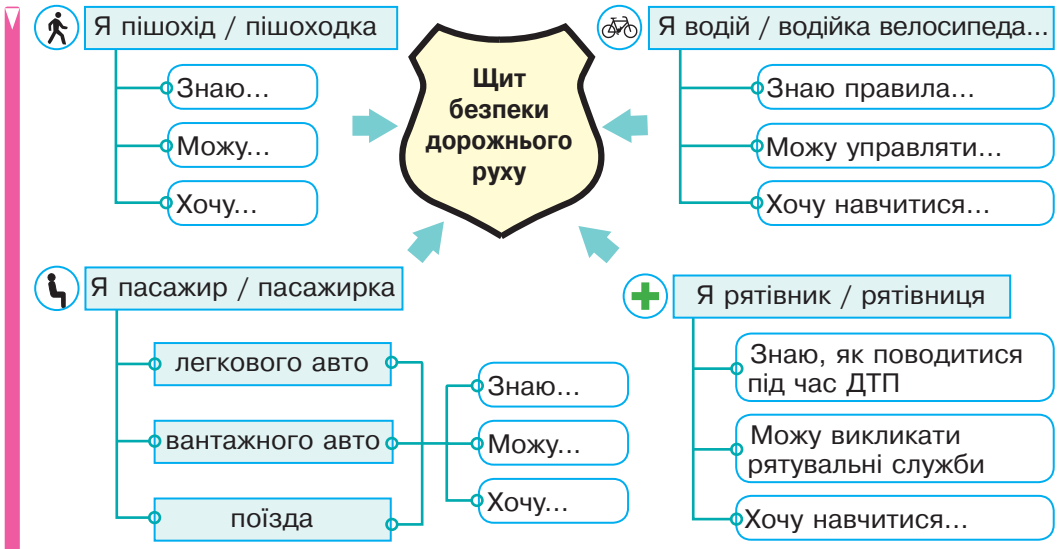 Я пішохід / пішоходка
Знаю...
Можу...
Хочу...
Щит
безпеки
дорожнього
руху
Я водій / водійка велосипеда...
Знаю правила...
Можу управляти...
Хочу навчитися...
Я пасажир / пасажирка
легкового авто
вантажного авто
поїзда
Знаю...
Можу...
Хочу...
Я рятівник / рятівниця
Знаю, як поводитися
під час ДТП
Можу викликати
рятувальні служби
Хочу навчитися...